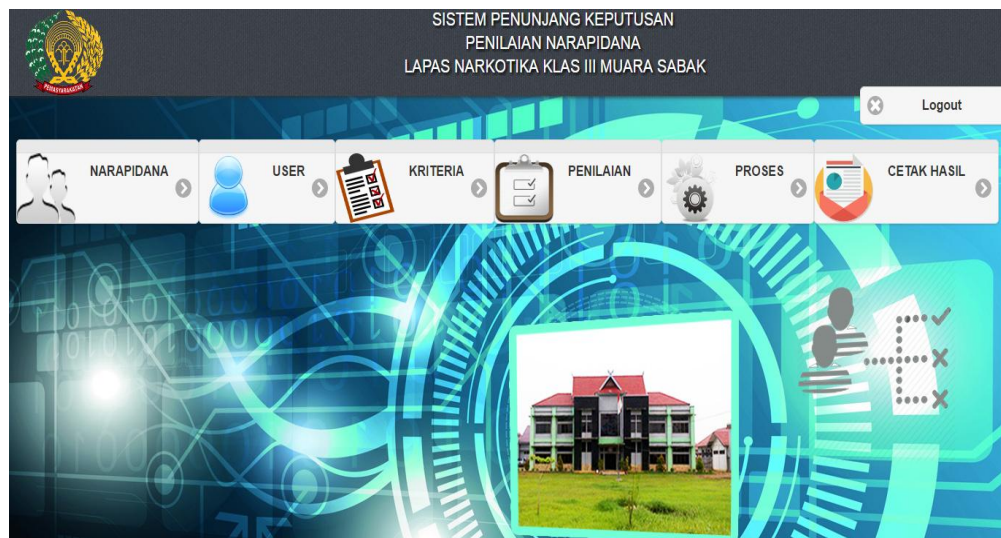 SISTEM PENUNJANG KEPUTUSAN
PENILAIAN NARAPIDANA
LAPAS NARKOTIKA KLAS III MUARA SABAK
PEMASYARAKATAN
Logout
NARAPIDANA
USER
KRITERIA
PENILAIAN
PROSES
CETAK HASIL